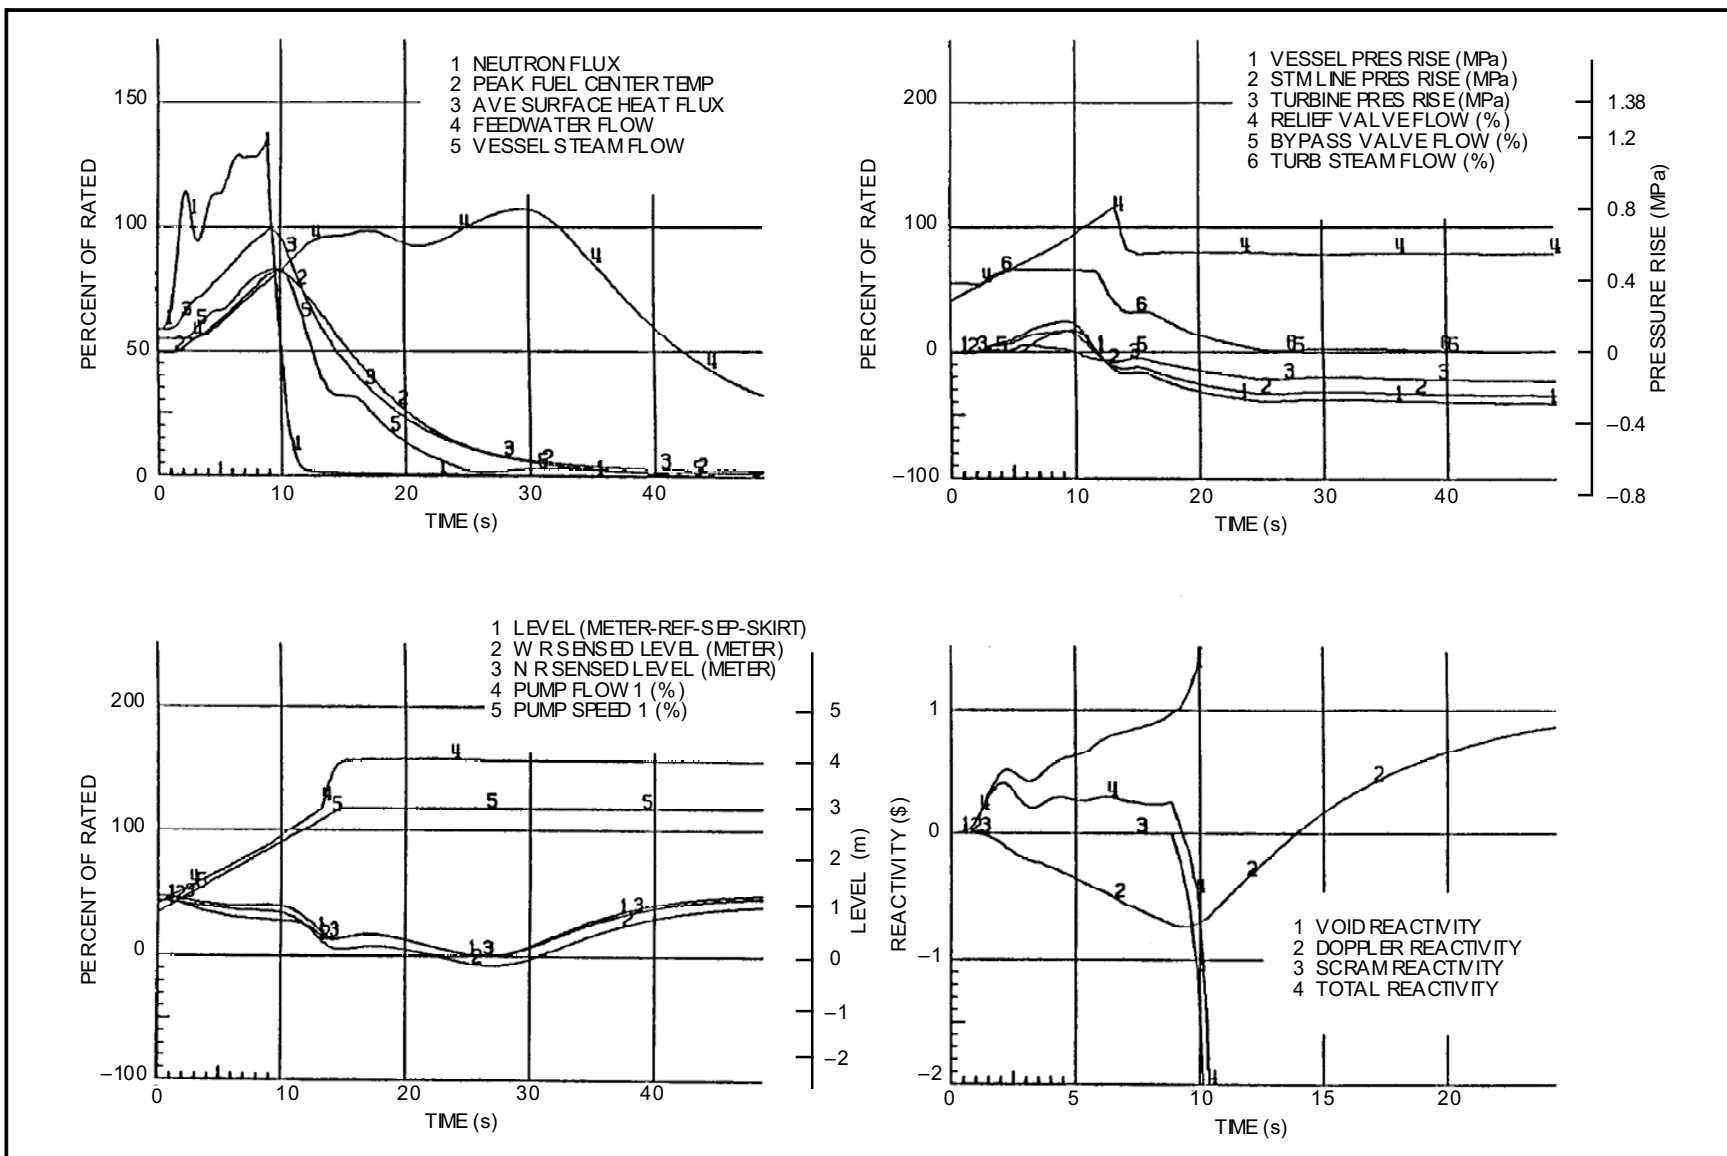 1 NEUTRON FLUX
2 PEAK FUEL CENTER TEMP
3 AVE SURFACE HEAT FLUX
4 FEEDWATER FLOW
5 VESSEL STEAM FLOW
PERCENT OF RATED
150
100
50
0
0 10 20 30 40
TIME (s)
1 VESSEL PRES RISE (MPa)
2 STM LINE PRES RISE (MPa)
3 TURBINE PRES RISE (MPa)
4 RELIEF VALVE FLOW (%)
5 BYPASS VALVE FLOW (%)
6 TURB STEAM FLOW (%)
PERCENT OF RATED
200
100
0
–100
0 10 20 30 40
TIME (s)
1.38
1.2
0.8
0.4
0
–0.4
–0.8
PRESSURE RISE (MPa)
1 LEVEL (METER-REF-SEP-SKIRT)
2 W R SENSED LEVEL (METER)
3 N R SENSED LEVEL (METER)
4 PUMP FLOW 1 (%)
5 PUMP SPEED 1 (%)
PERCENT OF RATED
200
100
0
–100
0 10 20 30 40
TIME (s)
5
4
3
2
1
0
–1
–2
LEVEL (m)
REACTIVITY ($)
1
0
–1
–2
0 5 10 15 20
TIME (s)
1 VOID REACTIVITY
2 DOPPLER REACTIVITY
3 SCRAM REACTIVITY
4 TOTAL REACTIVITY